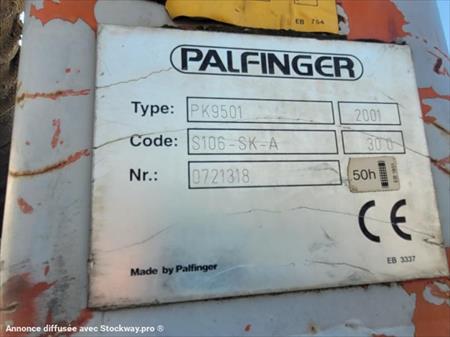 EB 754
PALFINGER
Type: PK9501 2001
Code: S106-SK-A 30.0
Nr.: 0721318 50h
CE
EB 3337
Made by Palfinger
Annonce diffusée avec Stockway.pro ®